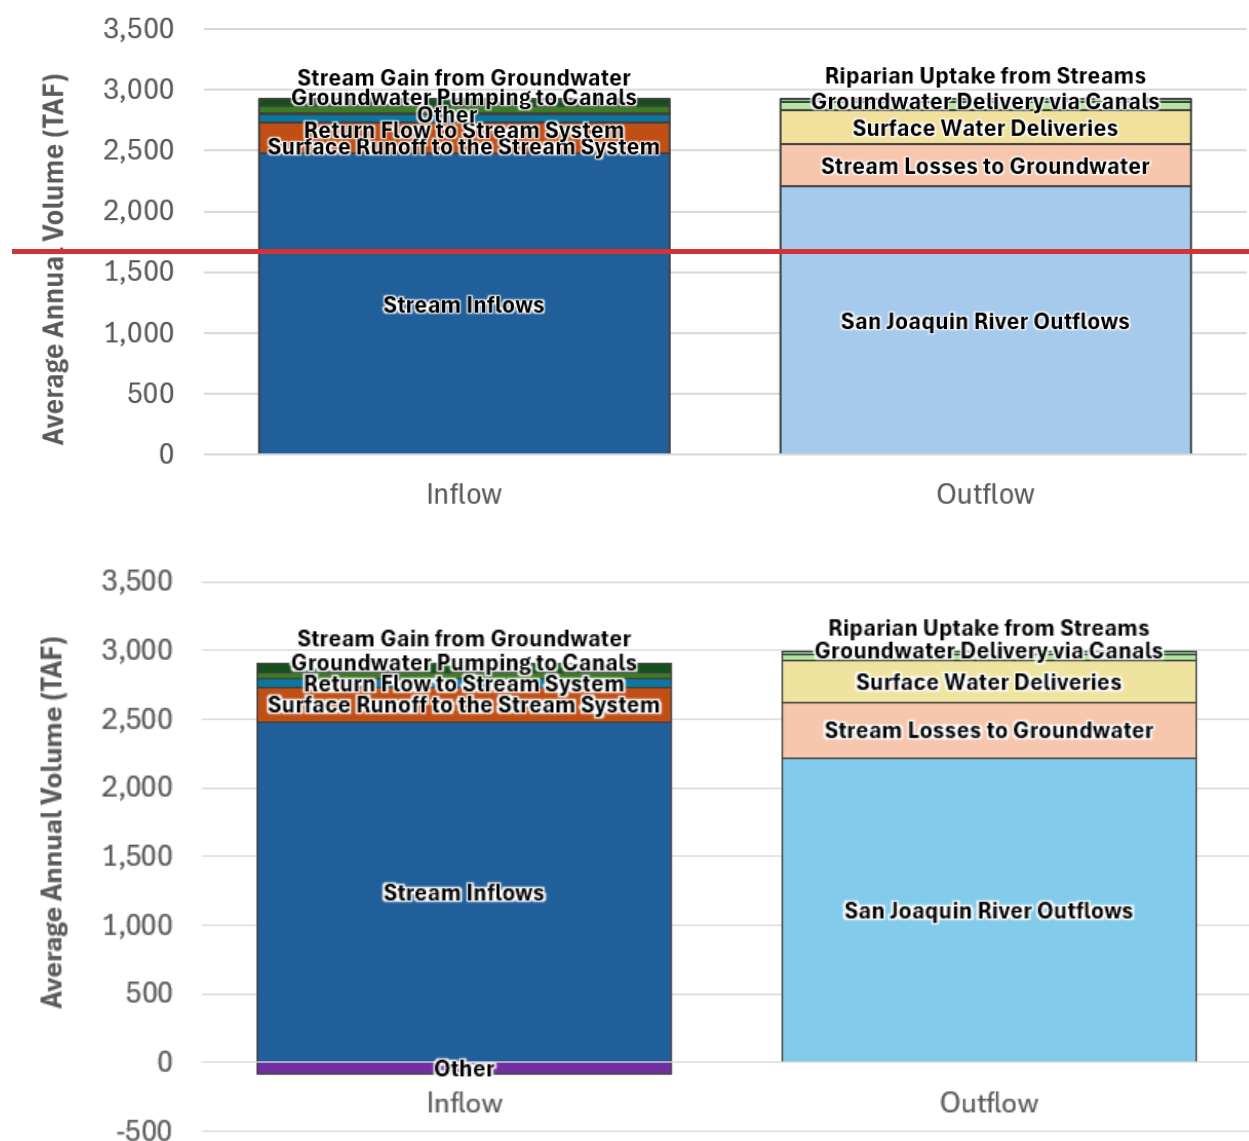 3,500
3,000
2,500
2,000
1,500
1,000
500
0
Average Annual Volume (TAF)
Stream Gain from Groundwater
Groundwater Pumping to Canals
Other
Return Flow to Stream System
Surface Runoff to the Stream System
Stream Inflows
Riparian Uptake from Streams
Groundwater Delivery via Canals
Surface Water Deliveries
Stream Losses to Groundwater
San Joaquin River Outflows
Inflow
Outflow
3,500
3,000
2,500
2,000
1,500
1,000
500
0
-500
Average Annual Volume (TAF)
Stream Gain from Groundwater
Groundwater Pumping to Canals
Return Flow to Stream System
Surface Runoff to the Stream System
Stream Inflows
Other
Riparian Uptake from Streams
Groundwater Delivery via Canals
Surface Water Deliveries
Stream Losses to Groundwater
San Joaquin River Outflows
Inflow
Outflow